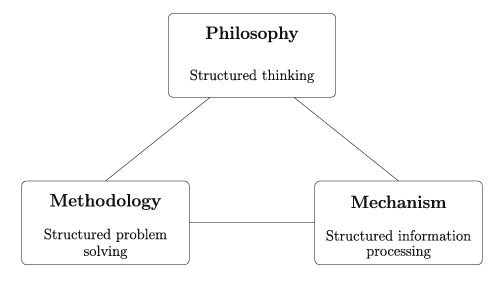 Philosophy
Structured thinking
Methodology
Structured problem
solving
Mechanism
Structured information
processing